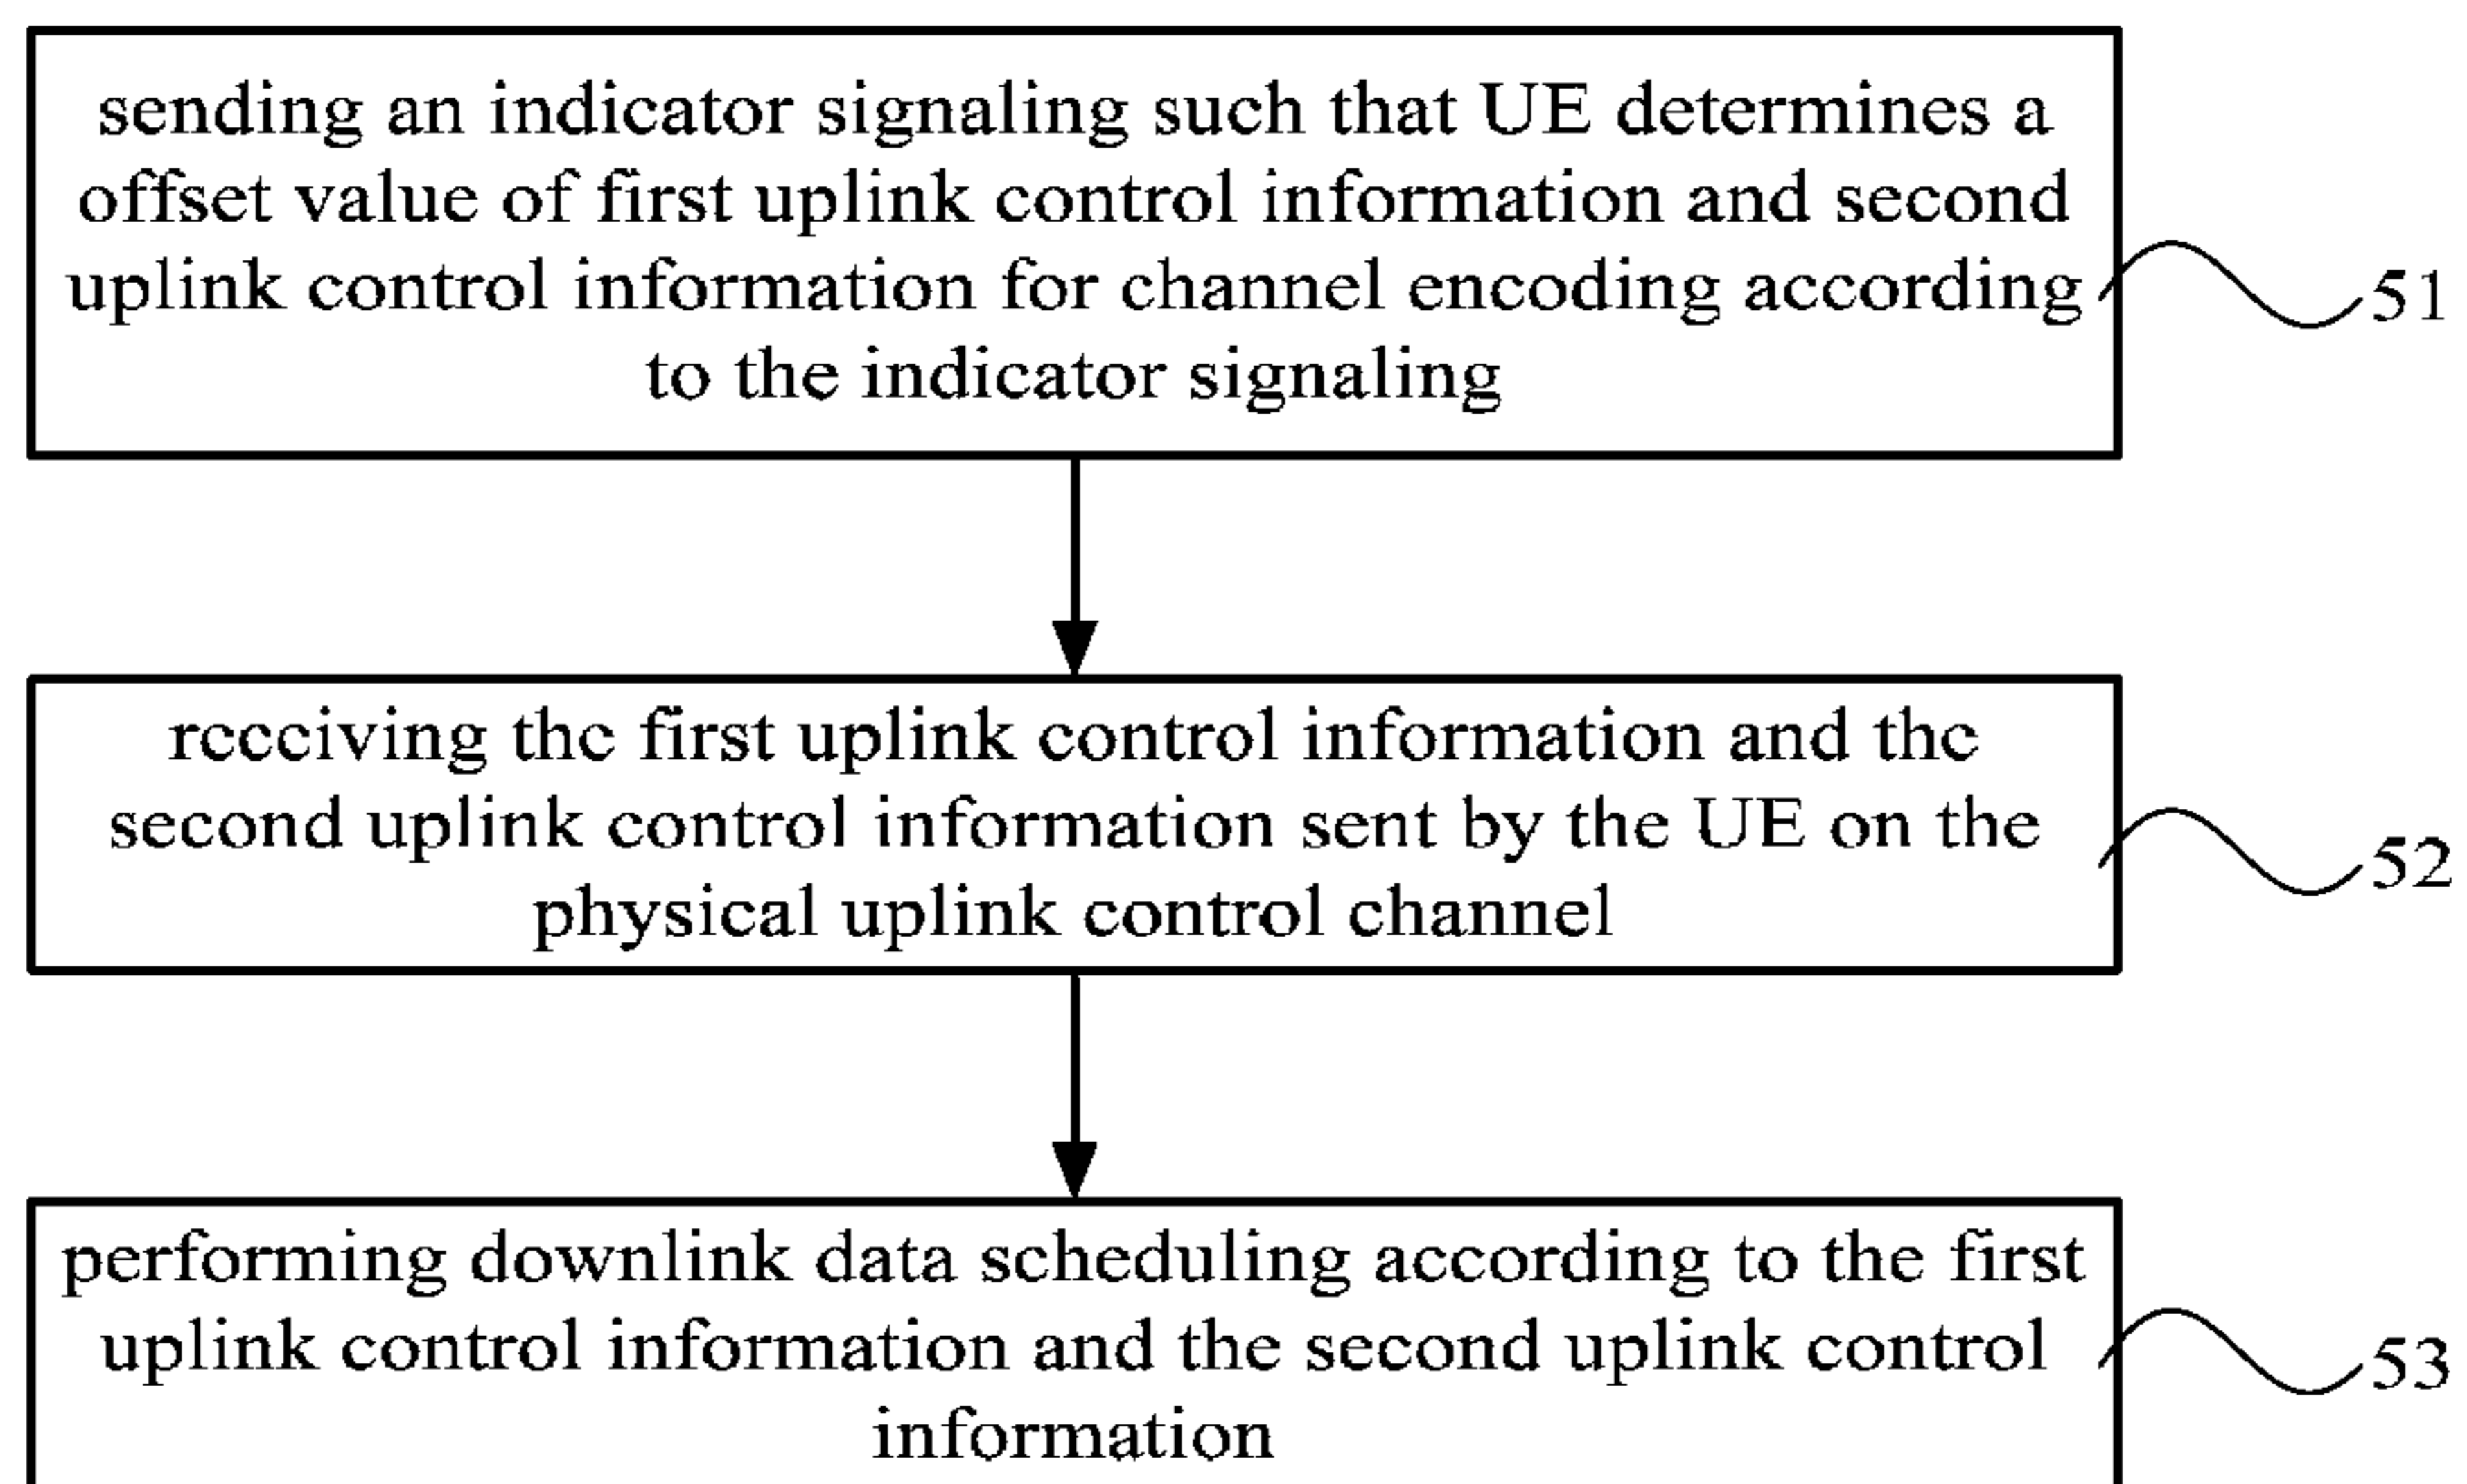 sending an indicator signaling such that UE determines a
offset value of first uplink control information and second
uplink control information for channel encoding according
to the indicator signaling
51
receiving the first uplink control information and the
second uplink control information sent by the UE on the
physical uplink control channel
52
performing downlink data scheduling according to the first
uplink control information and the second uplink control
information
53